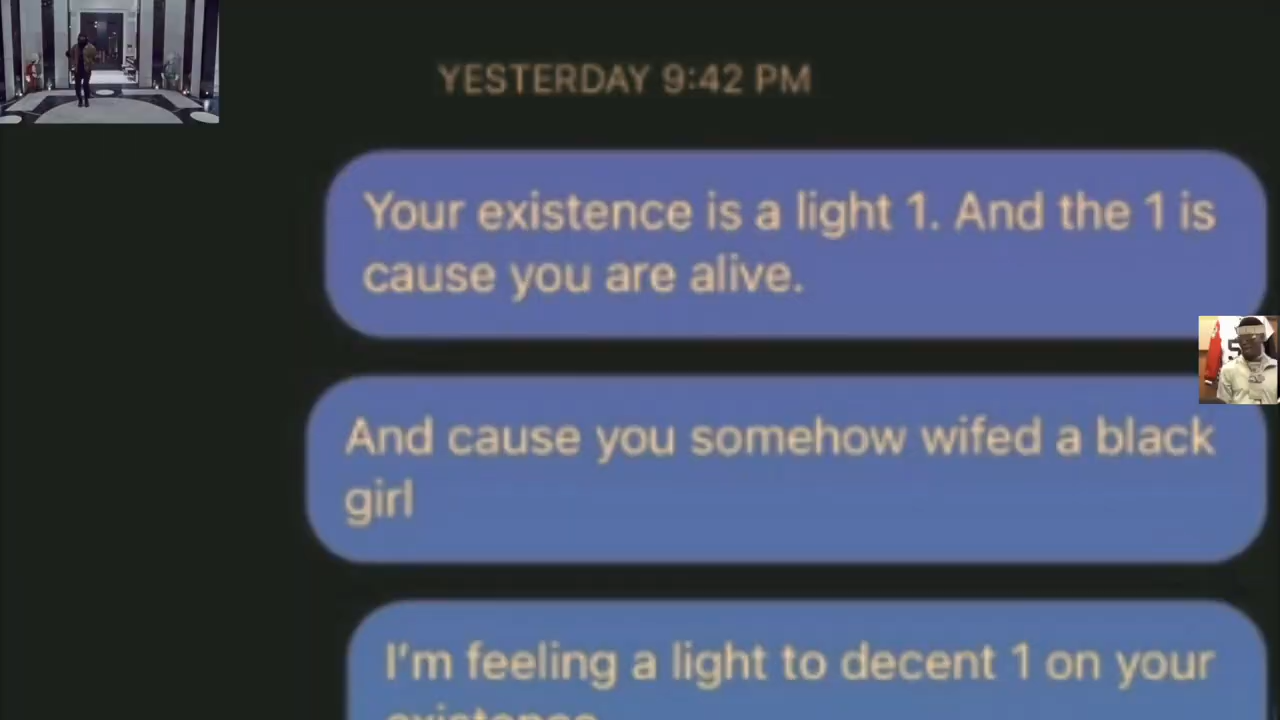 YESTERDAY 9:42 PM
Your existence is a light 1. And the 1 is
cause you are alive.
And cause you somehow wifed a black
girl
I'm feeling a light to decent 1 on your
existence